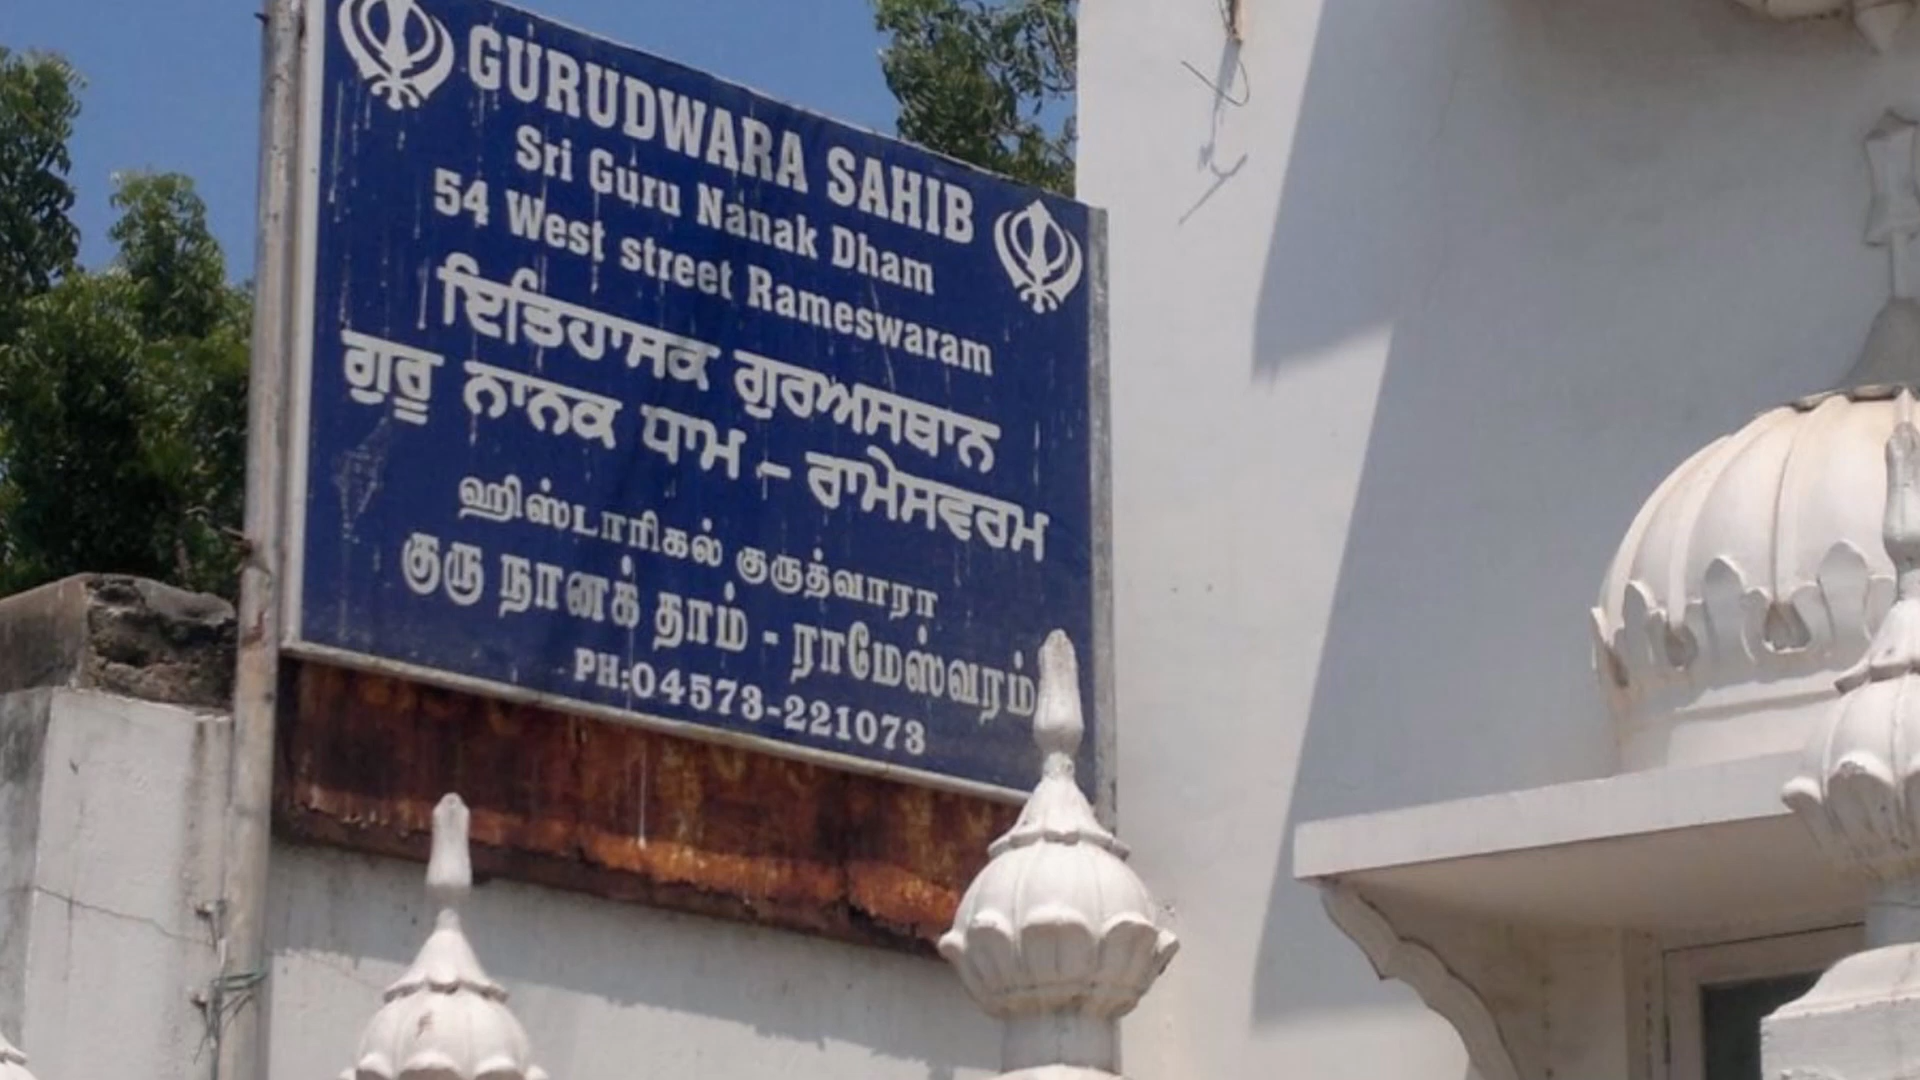 GURUDWARA SAHIB
Sri Guru Nanak Dham
54 West street Rameswaram
ਇਤਿਹਾਸਕ ਗੁਰਅਸਥਾਨ
ਗੁਰੂ ਨਾਨਕ ਧਾਮ – ਰਾਮੇਸਵਰਮ
ஹிஸ்டாரிகல் குருத்வாரா
குரு நானக் தாம் - ராமேஸ்வரம்
PH:04573-221073